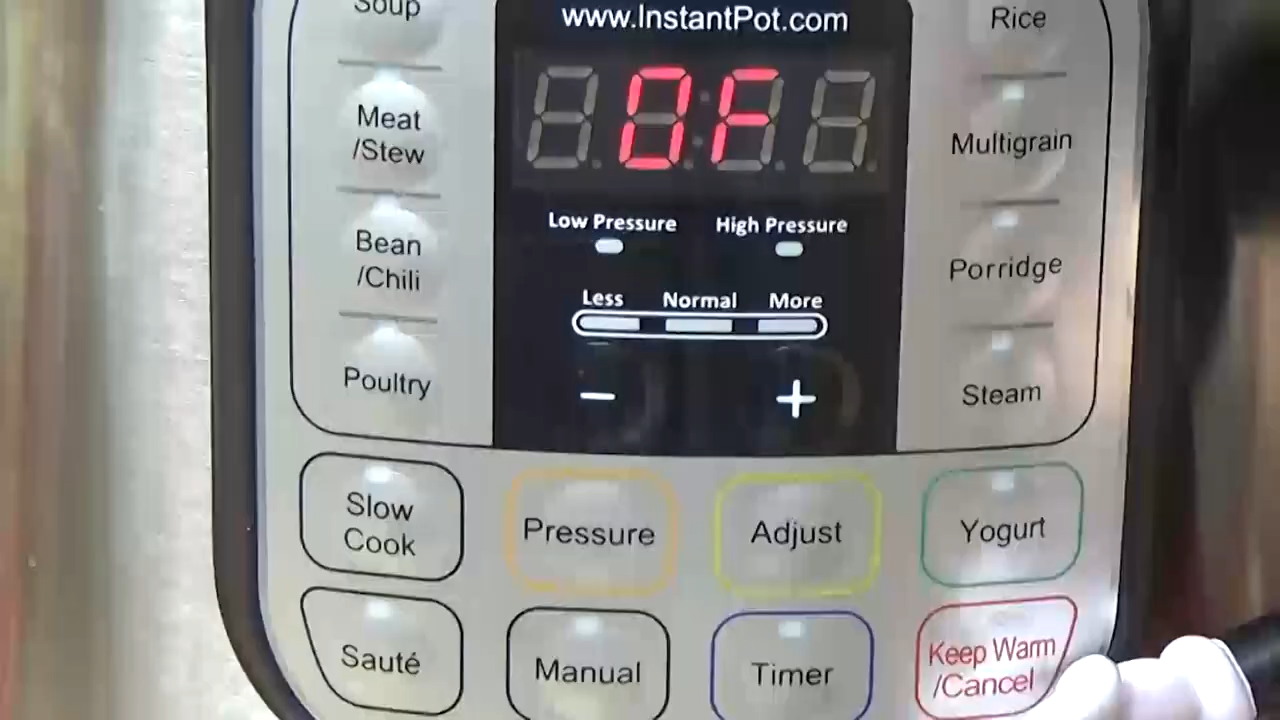 Soup
www.InstantPot.com
Rice
OF
Meat
/Stew
Multigrain
Low Pressure
High Pressure
Bean
/Chili
Porridge
Less
Normal
More
Poultry
−
+
Steam
Slow
Cook
Pressure
Adjust
Yogurt
Sauté
Manual
Timer
Keep Warm
/Cancel